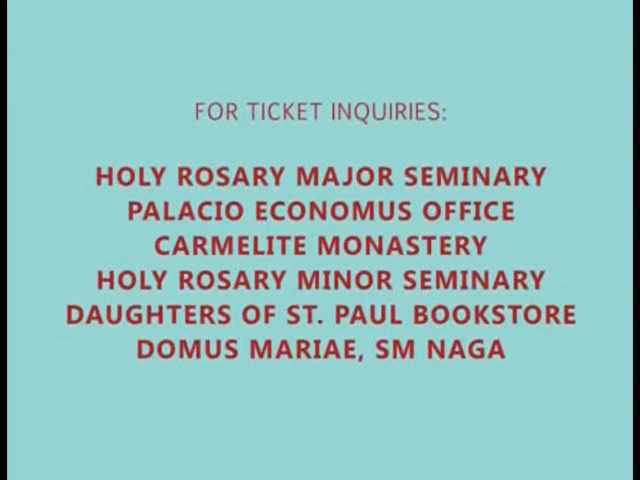 FOR TICKET INQUIRIES:
HOLY ROSARY MAJOR SEMINARY
PALACIO ECONOMUS OFFICE
CARMELITE MONASTERY
HOLY ROSARY MINOR SEMINARY
DAUGHTERS OF ST. PAUL BOOKSTORE
DOMUS MARIAE, SM NAGA